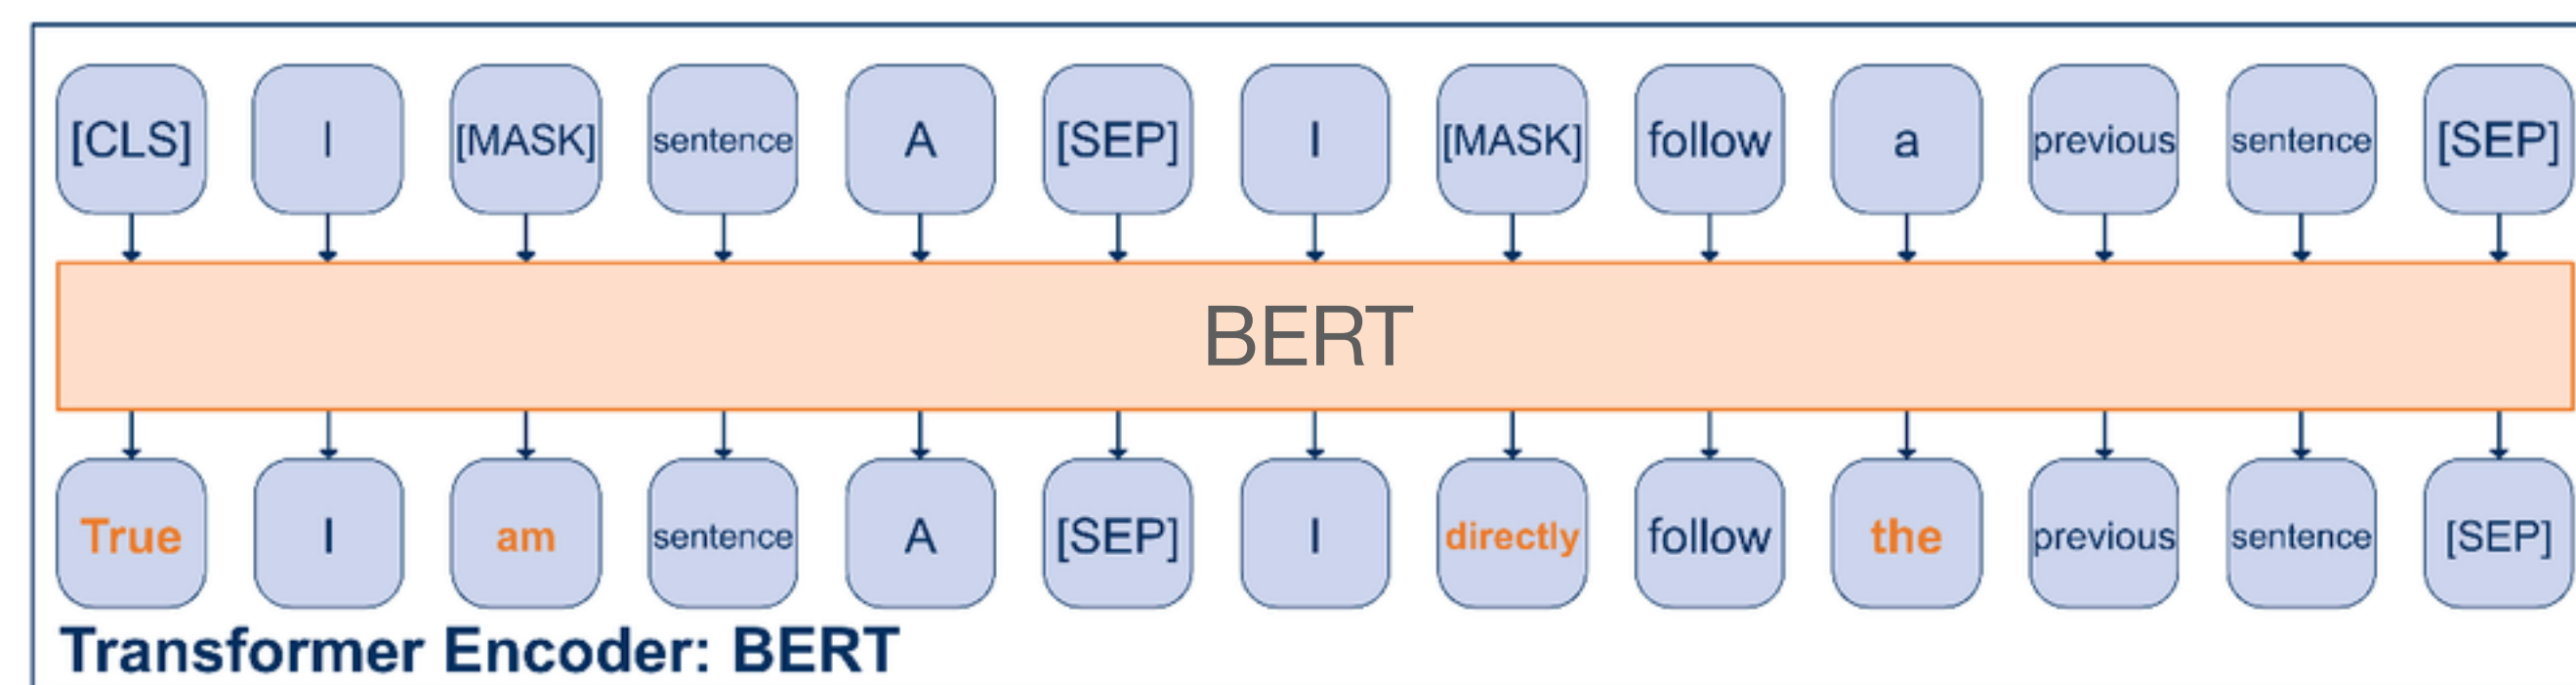 [CLS] I [MASK] sentence A [SEP] I [MASK] follow a previous sentence [SEP]
BERT
True I am sentence A [SEP] I directly follow the previous sentence [SEP]
Transformer Encoder: BERT